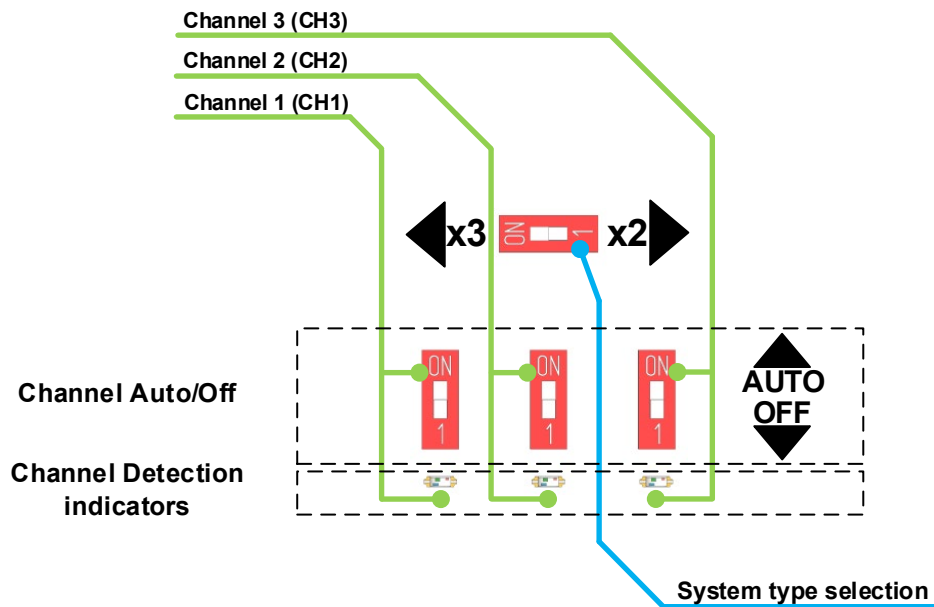 Channel 3 (CH3)
Channel 2 (CH2)
Channel 1 (CH1)
x3
ON
1
x2
Channel Auto/Off
ON
1
ON
1
ON
1
AUTO
OFF
Channel Detection
indicators
System type selection